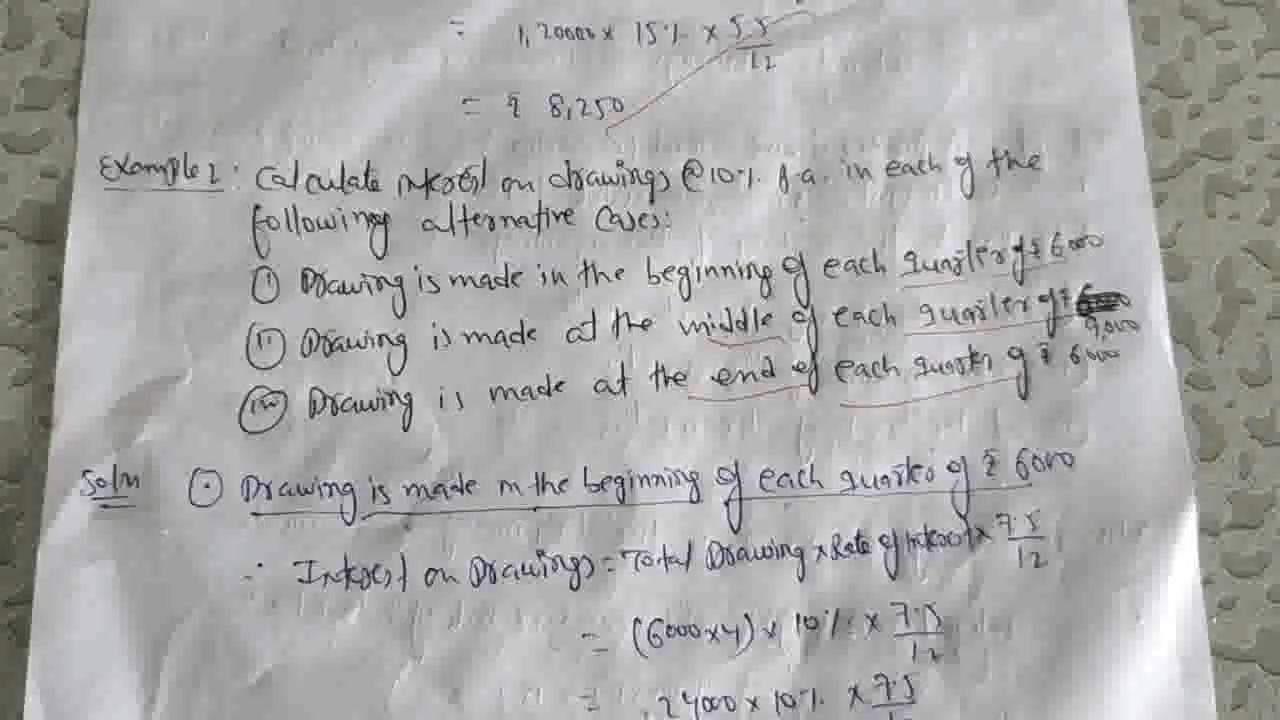 = 1,20000 × 15% × 5.5/12
= ₹ 8,250
Example 2: Calculate interest on drawings @ 10% p.a. in each of the
following alternative cases:
(i) Drawing is made in the beginning of each quarter of ₹ 6000
(ii) Drawing is made at the middle of each quarter of ₹ 9,000
(iii) Drawing is made at the end of each quarter of ₹ 6000
Soln (i) Drawing is made in the beginning of each quarter of ₹ 6000
∴ Interest on Drawings = Total Drawing × Rate of Interest × 7.5/12
= (6000×4) × 10% × 7.5/12
= 24000 × 10% × 7.5/12